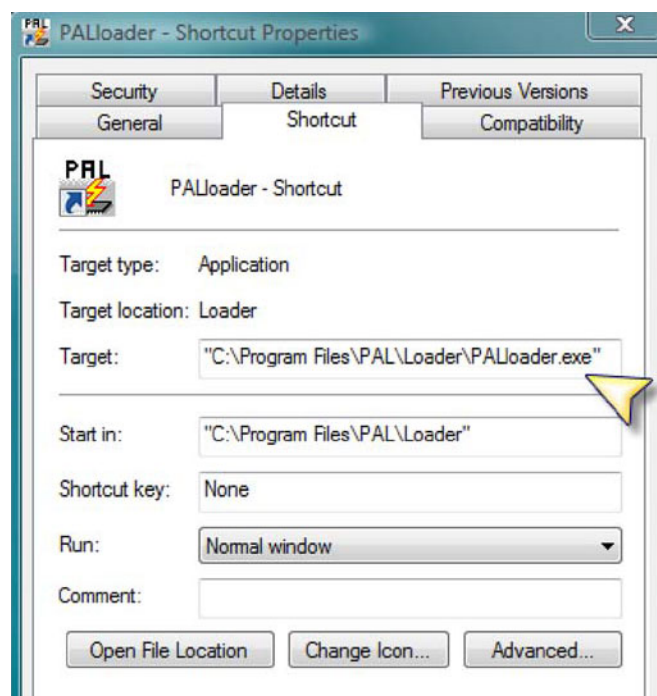 PAL PALloader - Shortcut Properties
x
Security Details Previous Versions
General Shortcut Compatibility
PAL
PALloader - Shortcut
Target type: Application
Target location: Loader
Target: "C:\Program Files\PAL\Loader\PALloader.exe"
Start in: "C:\Program Files\PAL\Loader"
Shortcut key: None
Run: Normal window
Comment:
Open File Location Change Icon... Advanced...